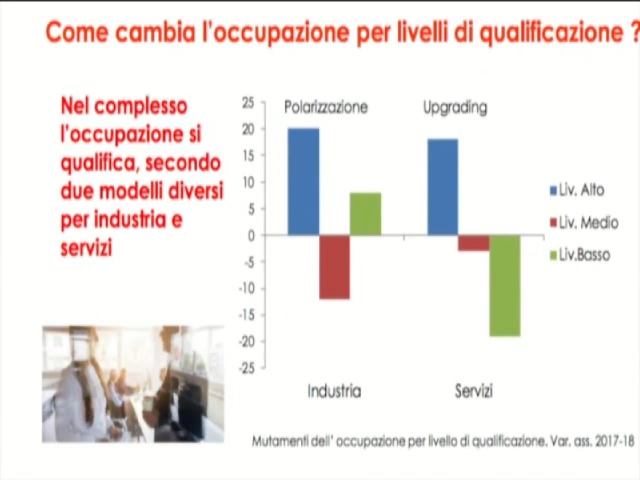 Come cambia l'occupazione per livelli di qualificazione ?
Nel complesso
l'occupazione si
qualifica, secondo
due modelli diversi
per industria e
servizi
Polarizzazione
Upgrading
25
20
15
10
5
0
-5
-10
-15
-20
-25
Industria
Servizi
Liv. Alto
Liv. Medio
Liv.Basso
Mutamenti dell' occupazione per livello di qualificazione. Var. ass. 2017-18